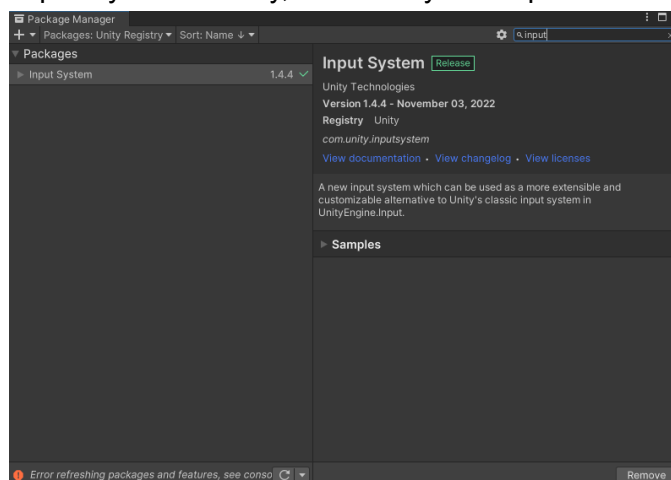 Package Manager
Packages: Unity Registry Sort: Name ↓ input
Packages
Input System 1.4.4
Input System Release
Unity Technologies
Version 1.4.4 - November 03, 2022
Registry Unity
com.unity.inputsystem
View documentation • View changelog • View licenses
A new input system which can be used as a more extensible and
customizable alternative to Unity's classic input system in
UnityEngine.Input.
Samples
Error refreshing packages and features, see conso
Remove